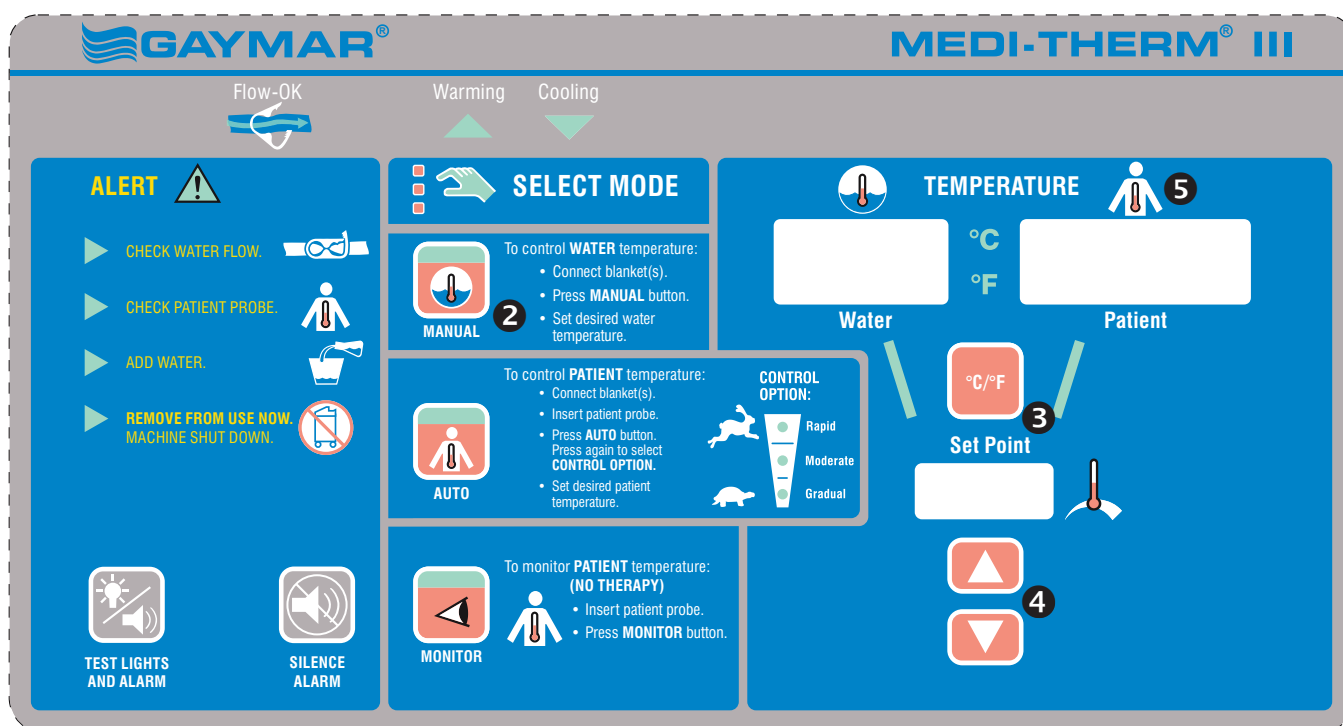 GAYMAR®
MEDI-THERM® III
Flow-OK
Warming
Cooling
ALERT
CHECK WATER FLOW.
CHECK PATIENT PROBE.
ADD WATER.
REMOVE FROM USE NOW.
MACHINE SHUT DOWN.
TEST LIGHTS
AND ALARM
SILENCE
ALARM
SELECT MODE
MANUAL
2
To control WATER temperature:
• Connect blanket(s).
• Press MANUAL button.
• Set desired water
temperature.
AUTO
To control PATIENT temperature:
• Connect blanket(s).
• Insert patient probe.
• Press AUTO button.
Press again to select
CONTROL OPTION.
• Set desired patient
temperature.
CONTROL
OPTION:
Rapid
Moderate
Gradual
MONITOR
To monitor PATIENT temperature:
(NO THERAPY)
• Insert patient probe.
• Press MONITOR button.
TEMPERATURE
5
°C
°F
Water
Patient
°C/°F
3
Set Point
4